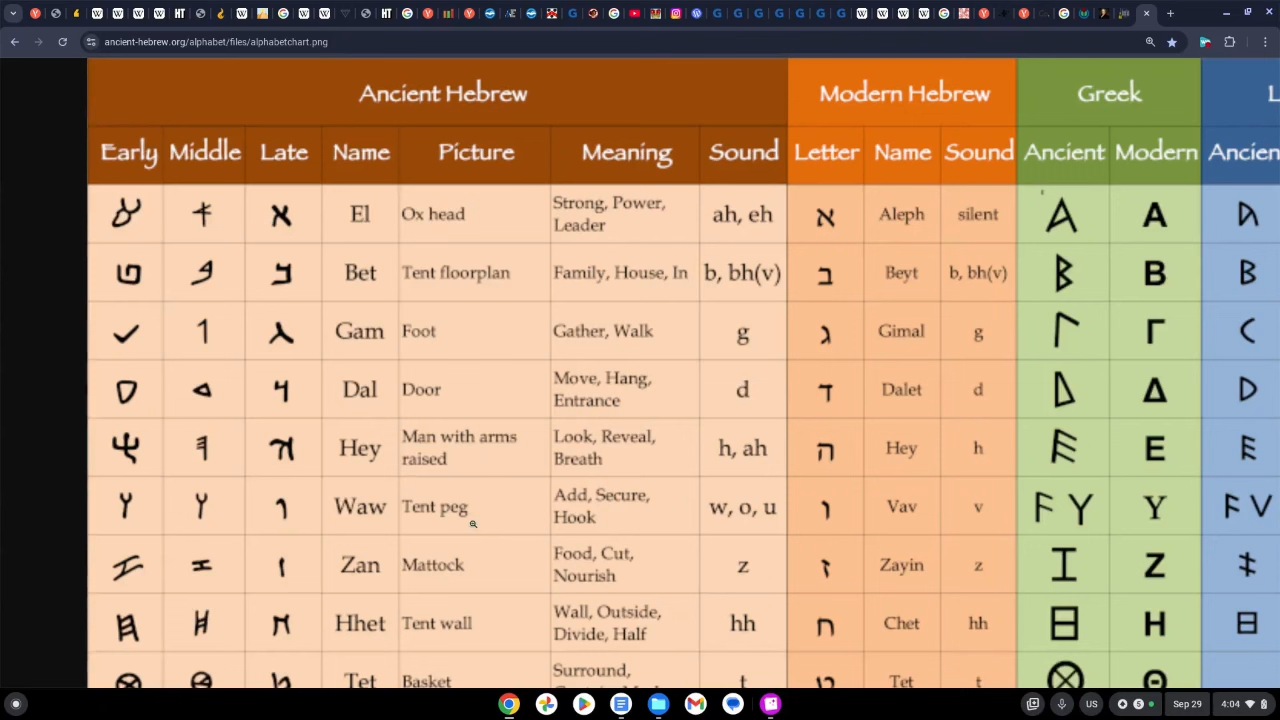 ancient-hebrew.org/alphabet/files/alphabetchart.png
Ancient Hebrew Modern Hebrew Greek L
Early Middle Late Name Picture Meaning Sound Letter Name Sound Ancient Modern Ancien
El Ox head Strong, Power, Leader ah, eh א Aleph silent A
Bet Tent floorplan Family, House, In b, bh(v) ב Beyt b, bh(v) B
Gam Foot Gather, Walk g ג Gimal g Γ
Dal Door Move, Hang, Entrance d ד Dalet d Δ
Hey Man with arms raised Look, Reveal, Breath h, ah ה Hey h E
Waw Tent peg Add, Secure, Hook w, o, u ו Vav v Υ
Zan Mattock Food, Cut, Nourish z ז Zayin z Z
Hhet Tent wall Wall, Outside, Divide, Half hh ח Chet hh H
Tet Basket Surround, t ט Tet t Θ
US Sep 29 4:04